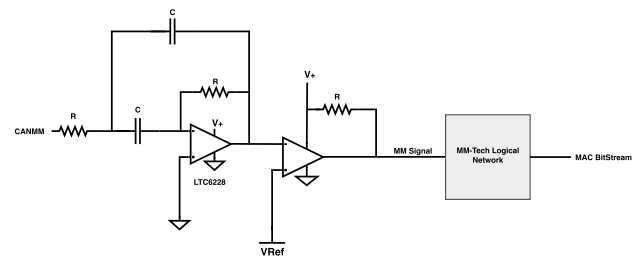 C
R
V+
R
R
C
V+
CANMM
MM Signal
MM-Tech Logical
Network
MAC BitStream
LTC6228
VRef